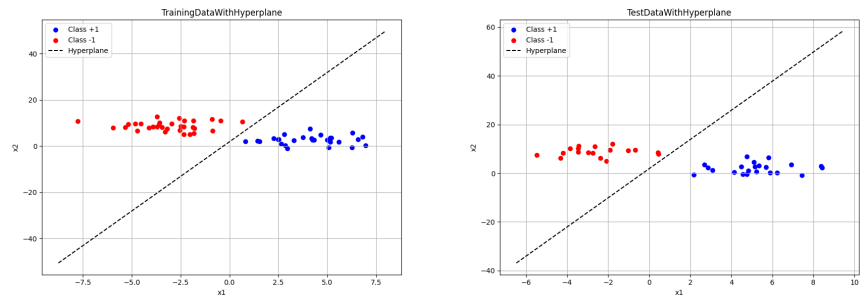 TrainingDataWithHyperplane
Class +1
Class -1
Hyperplane
x2
40
20
0
−20
−40
−7.5
−5.0
−2.5
0.0
2.5
5.0
7.5
x1
TestDataWithHyperplane
Class +1
Class -1
Hyperplane
x2
60
40
20
0
−20
−40
−6
−4
−2
0
2
4
6
8
10
x1